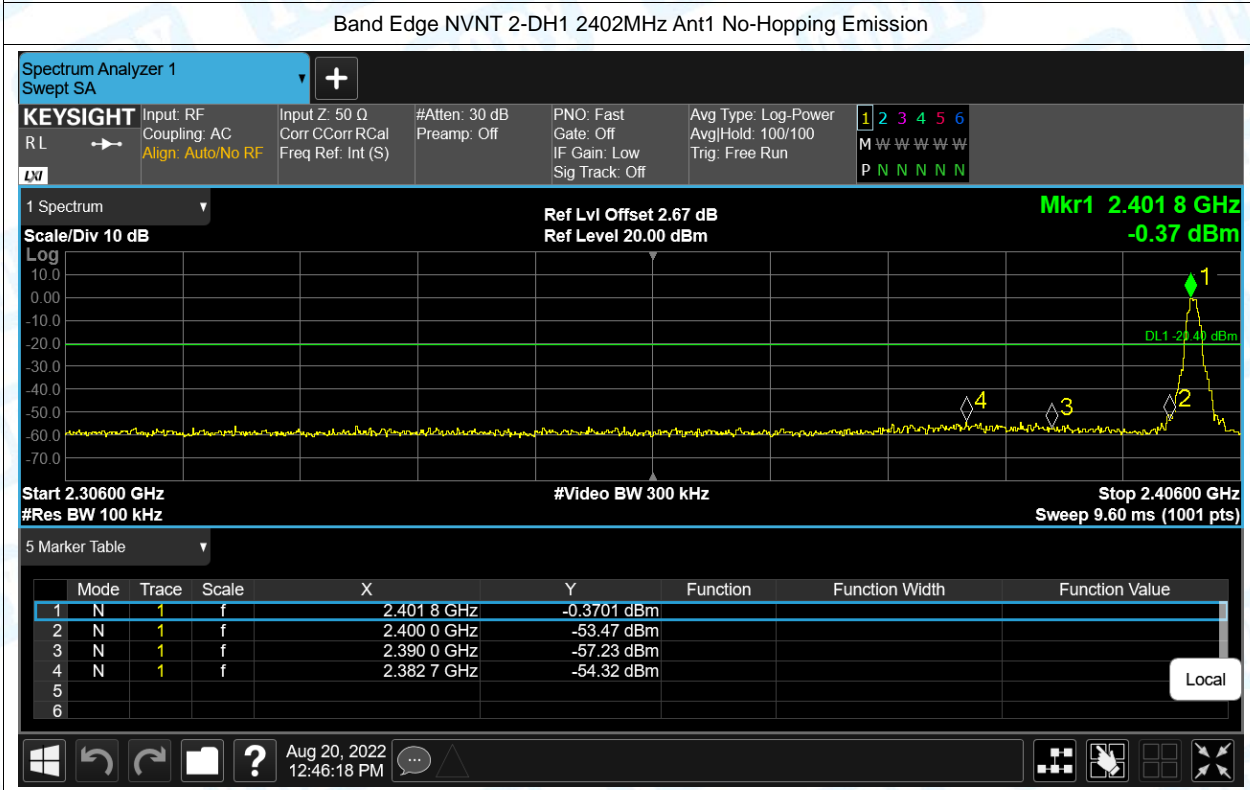 Band Edge NVNT 2-DH1 2402MHz Ant1 No-Hopping Emission
Spectrum Analyzer 1
Swept SA
+
KEYSIGHT
RL
LXI
Input: RF
Coupling: AC
Align: Auto/No RF
Input Z: 50 Ω
Corr CCorr RCal
Freq Ref: Int (S)
#Atten: 30 dB
Preamp: Off
PNO: Fast
Gate: Off
IF Gain: Low
Sig Track: Off
Avg Type: Log-Power
Avg|Hold: 100/100
Trig: Free Run
1 2 3 4 5 6
M W W W W W
P N N N N N
1 Spectrum
Scale/Div 10 dB
Ref Lvl Offset 2.67 dB
Ref Level 20.00 dBm
Mkr1 2.401 8 GHz
-0.37 dBm
Log
10.0
0.00
-10.0
-20.0
-30.0
-40.0
-50.0
-60.0
-70.0
1
DL1 -20.40 dBm
4
3
2
Start 2.30600 GHz
#Res BW 100 kHz
#Video BW 300 kHz
Stop 2.40600 GHz
Sweep 9.60 ms (1001 pts)
5 Marker Table
Mode Trace Scale X Y Function Function Width Function Value
1 N 1 f 2.401 8 GHz -0.3701 dBm
2 N 1 f 2.400 0 GHz -53.47 dBm
3 N 1 f 2.390 0 GHz -57.23 dBm
4 N 1 f 2.382 7 GHz -54.32 dBm
5
6
Local
?
Aug 20, 2022
12:46:18 PM